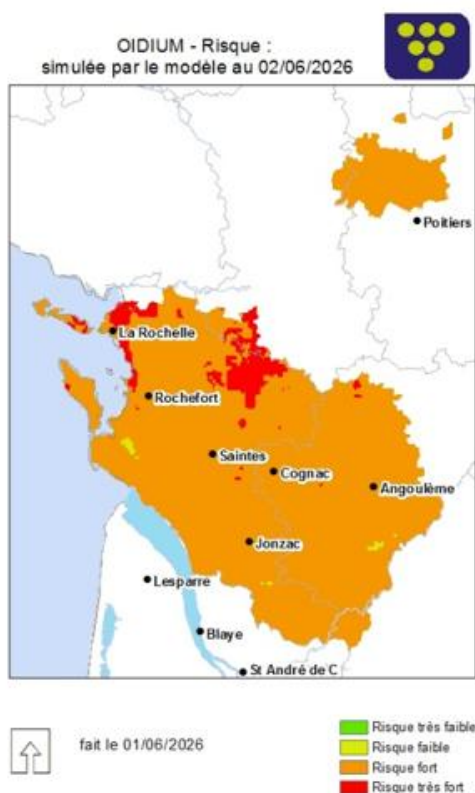 OIDIUM - Risque :
simulée par le modèle au 02/06/2026
Poitiers
La Rochelle
Rochefort
Saintes
Cognac
Angoulême
Jonzac
Lesparre
Blaye
St André de C
fait le 01/06/2026
Risque très faible
Risque faible
Risque fort
Risque très fort